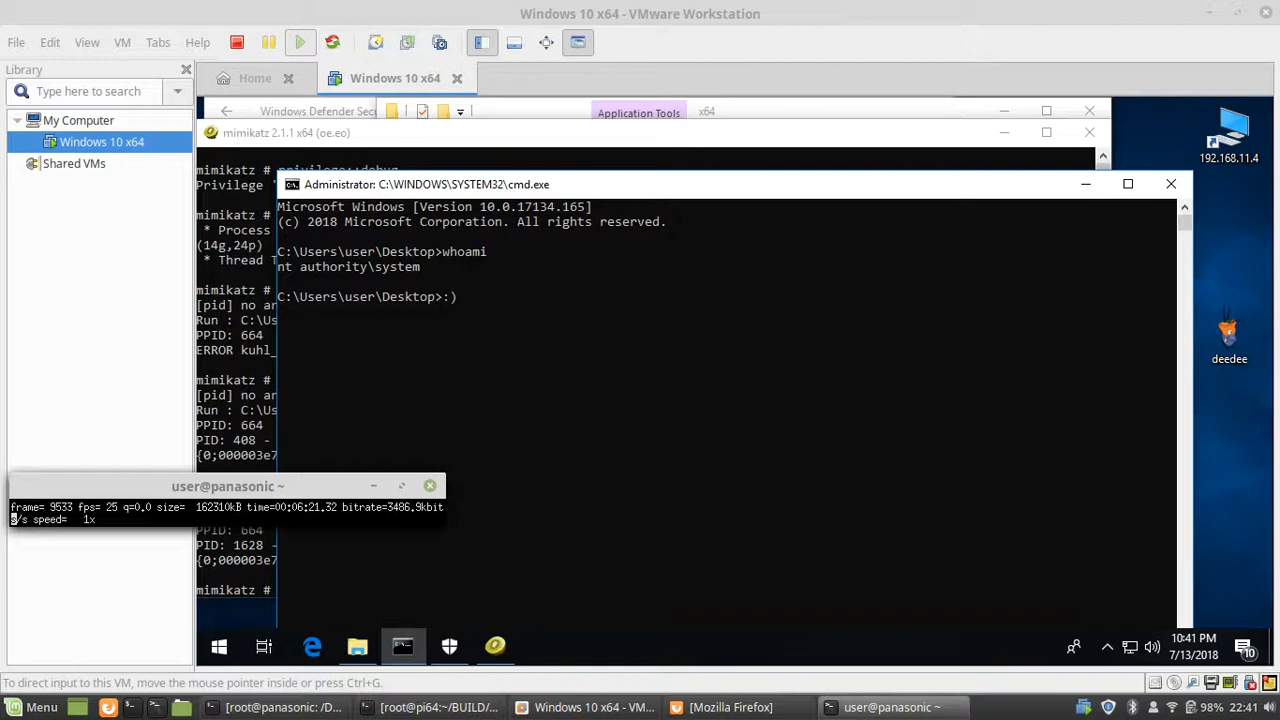 Windows 10 x64 - VMware Workstation
File Edit View VM Tabs Help
Library
Type here to search
My Computer
Windows 10 x64
Shared VMs
Home
Windows 10 x64
Windows Defender Secu
Application Tools
x64
mimikatz 2.1.1 x64 (oe.eo)
mimikatz # privilege::debug
Privilege '
mimikatz #
* Process
(14g,24p)
* Thread T
mimikatz #
[pid] no ar
Run : C:\Us
PPID: 664
ERROR kuhl_
mimikatz #
[pid] no ar
Run : C:\Us
PPID: 664
PID: 408 -
{0;000003e7
PPID: 664
PID: 1628 -
{0;000003e7
mimikatz #
Administrator: C:\WINDOWS\SYSTEM32\cmd.exe
Microsoft Windows [Version 10.0.17134.165]
(c) 2018 Microsoft Corporation. All rights reserved.
C:\Users\user\Desktop>whoami
nt authority\system
C:\Users\user\Desktop>:)
192.168.11.4
deedee
user@panasonic ~
frame= 9533 fps= 25 q=0.0 size= 162310kB time=00:06:21.32 bitrate=3486.9kbit
s/s speed= 1x
10:41 PM
7/13/2018
10
To direct input to this VM, move the mouse pointer inside or press Ctrl+G.
Menu
[root@panasonic: /D...
[root@pi64:~/BUILD/...
Windows 10 x64 - VM...
[Mozilla Firefox]
user@panasonic ~
98%
22:41